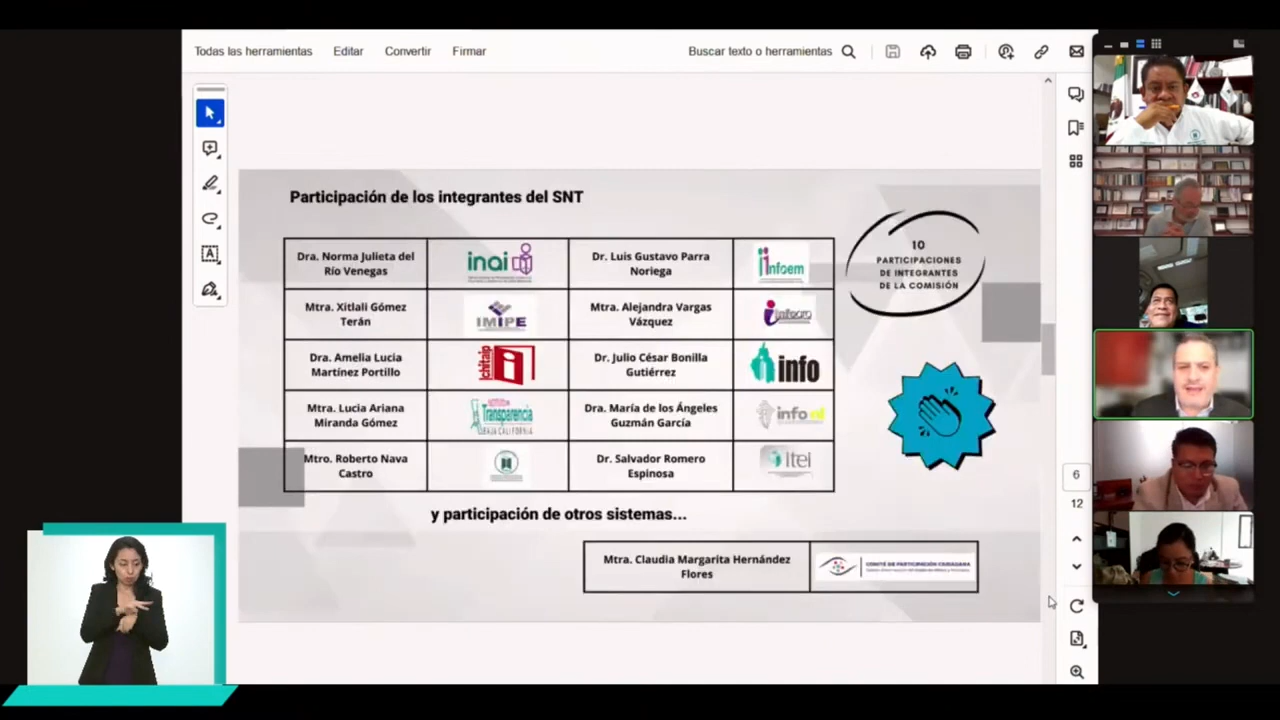 Todas las herramientas Editar Convertir Firmar Buscar texto o herramientas
Participación de los integrantes del SNT
Dra. Norma Julieta del
Río Venegas
inai
Dr. Luis Gustavo Parra
Noriega
infoem
Mtra. Xitlali Gómez
Terán
IMIPE
Mtra. Alejandra Vargas
Vázquez
Dra. Amelia Lucia
Martínez Portillo
Ichitaip
Dr. Julio César Bonilla
Gutiérrez
info
Mtra. Lucia Ariana
Miranda Gómez
Transparencia
BAJA CALIFORNIA
Dra. María de los Ángeles
Guzmán García
Mtro. Roberto Nava
Castro
Dr. Salvador Romero
Espinosa
itei
10
PARTICIPACIONES
DE INTEGRANTES
DE LA COMISIÓN
y participación de otros sistemas...
Mtra. Claudia Margarita Hernández
Flores
COMITÉ DE PARTICIPACIÓN CIUDADANA
6
12